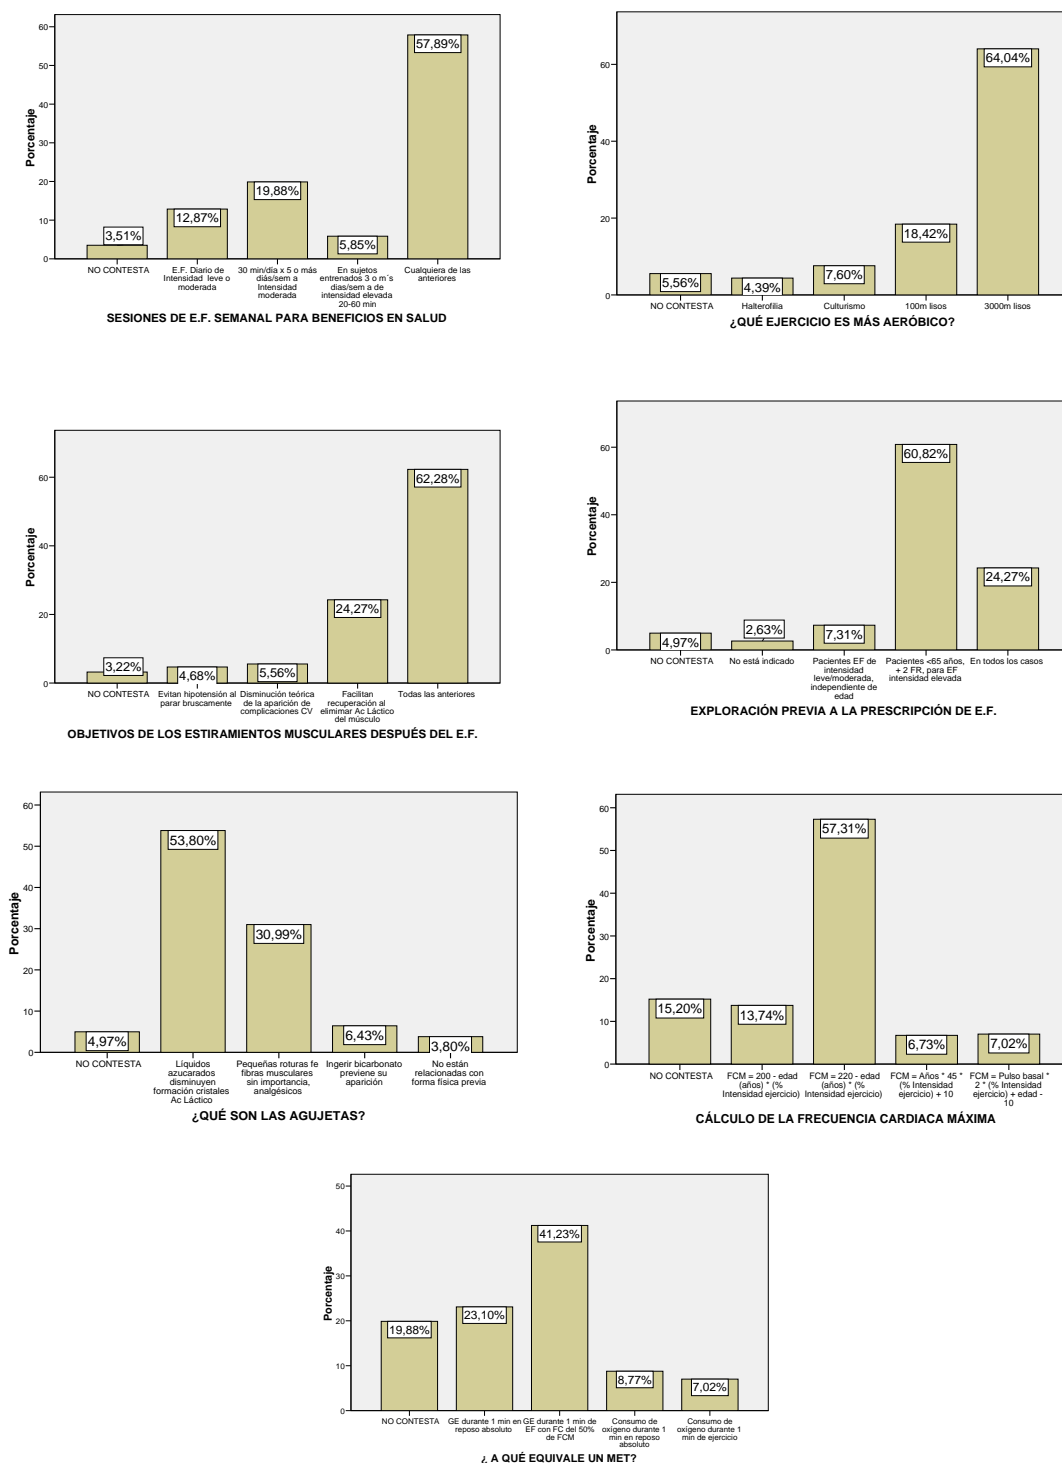 60
50
40
30
20
10
0
Porcentaje
3,51%
12,87%
19,88%
5,85%
57,89%
NO CONTESTA
E.F. Diario de
Intensidad leve o
moderada
30 min/día x 5 o más
días/sem a
Intensidad
moderada
En sujetos
entrenados 3 o m´s
dias/sem a de
intensidad elevada
20-60 min
Cualquiera de las
anteriores
SESIONES DE E.F. SEMANAL PARA BENEFICIOS EN SALUD
60
40
20
0
Porcentaje
5,56%
4,39%
7,60%
18,42%
64,04%
NO CONTESTA
Halterofilia
Culturismo
100m lisos
3000m lisos
¿QUÉ EJERCICIO ES MÁS AERÓBICO?
60
40
20
0
Porcentaje
3,22%
4,68%
5,56%
24,27%
62,28%
NO CONTESTA
Evitan hipotensión al
parar bruscamente
Disminución teórica
de la aparición de
complicaciones CV
Facilitan
recuperación al
elimirar Ac Láctico
del músculo
Todas las anteriores
OBJETIVOS DE LOS ESTIRAMIENTOS MUSCULARES DESPUÉS DEL E.F.
60
40
20
0
Porcentaje
4,97%
2,63%
7,31%
60,82%
24,27%
NO CONTESTA
No está indicado
Pacientes EF de
intensidad
leve/moderada,
independiente de
edad
Pacientes <65 años,
+ 2 FR, para EF
intensidad elevada
En todos los casos
EXPLORACIÓN PREVIA A LA PRESCRIPCIÓN DE E.F.
60
50
40
30
20
10
0
Porcentaje
4,97%
53,80%
30,99%
6,43%
3,80%
NO CONTESTA
Líquidos
azucarados
disminuyen
formación cristales
Ac Láctico
Pequeñas roturas fe
fibras musculares
sin importancia,
analgésicos
Ingerir bicarbonato
previene su
aparición
No están
relacionadas con
forma física previa
¿QUÉ SON LAS AGUJETAS?
60
50
40
30
20
10
0
Porcentaje
15,20%
13,74%
57,31%
6,73%
7,02%
NO CONTESTA
FCM = 200 - edad
(años) * (%
Intensidad ejercicio)
FCM = 220 - edad
(años) * (%
Intensidad ejercicio)
FCM = Años * 45 *
(% Intensidad
ejercicio) + 10
FCM = Pulso basal *
2 * (% Intensidad
ejercicio) + edad -
10
CÁLCULO DE LA FRECUENCIA CARDIACA MÁXIMA
50
40
30
20
10
0
Porcentaje
19,88%
23,10%
41,23%
8,77%
7,02%
NO CONTESTA
GE durante 1 min en
reposo absoluto
GE durante 1 min de
EF con FC del 50%
de FCM
Consumo de
oxígeno durante 1
min en reposo
absoluto
Consumo de
oxígeno durante 1
min de ejercicio
¿ A QUÉ EQUIVALE UN MET?